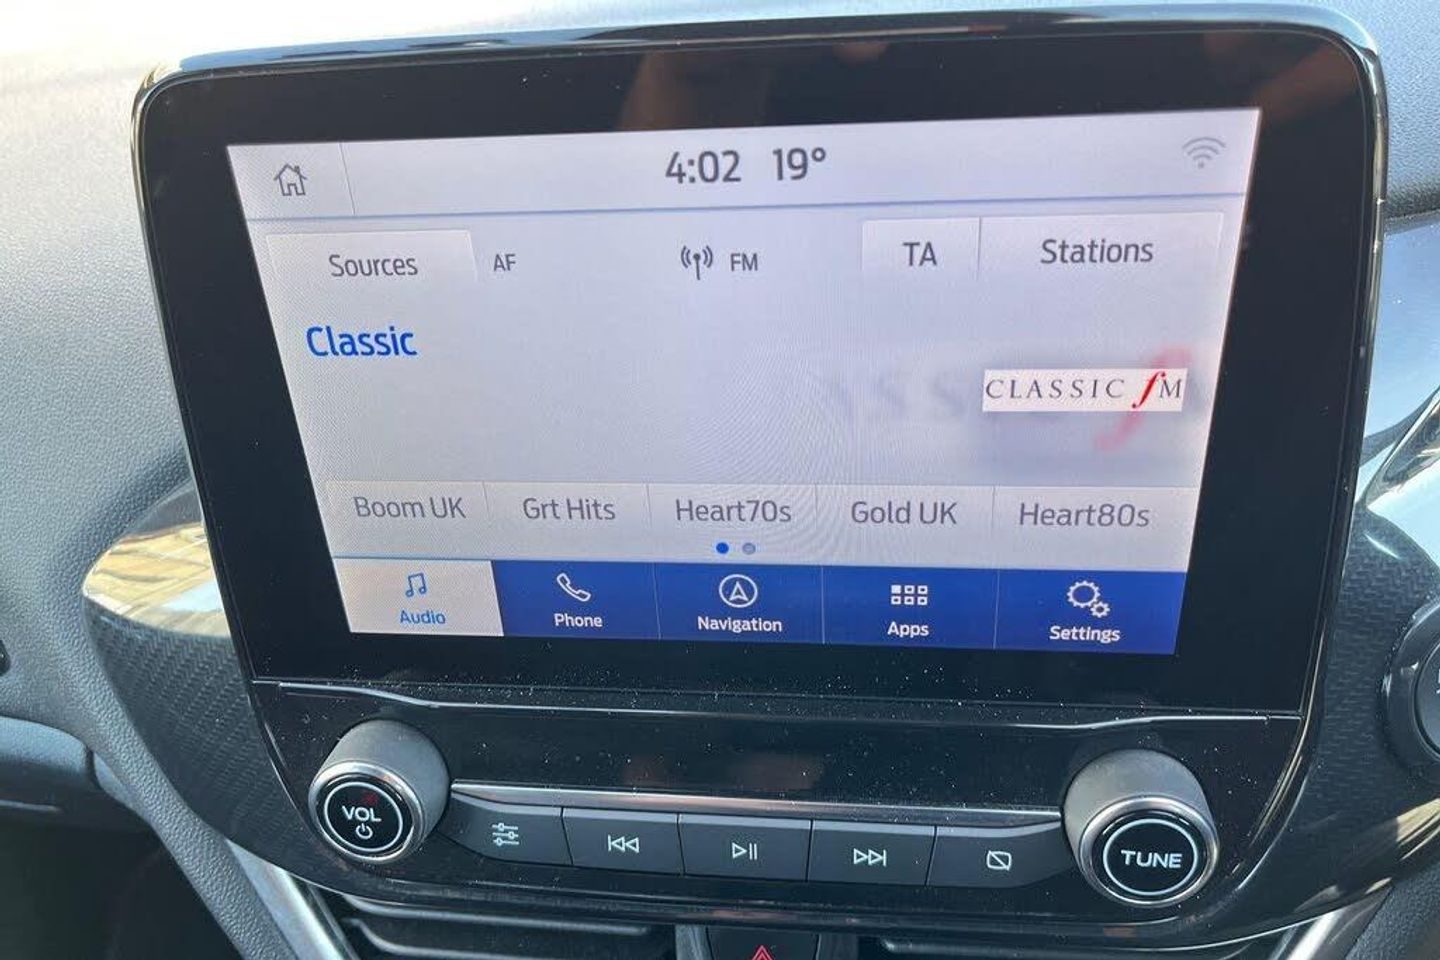 4:02 19°
Sources AF FM TA Stations
Classic
CLASSIC fM
Boom UK Grt Hits Heart70s Gold UK Heart80s
Audio Phone Navigation Apps Settings
VOL
TUNE